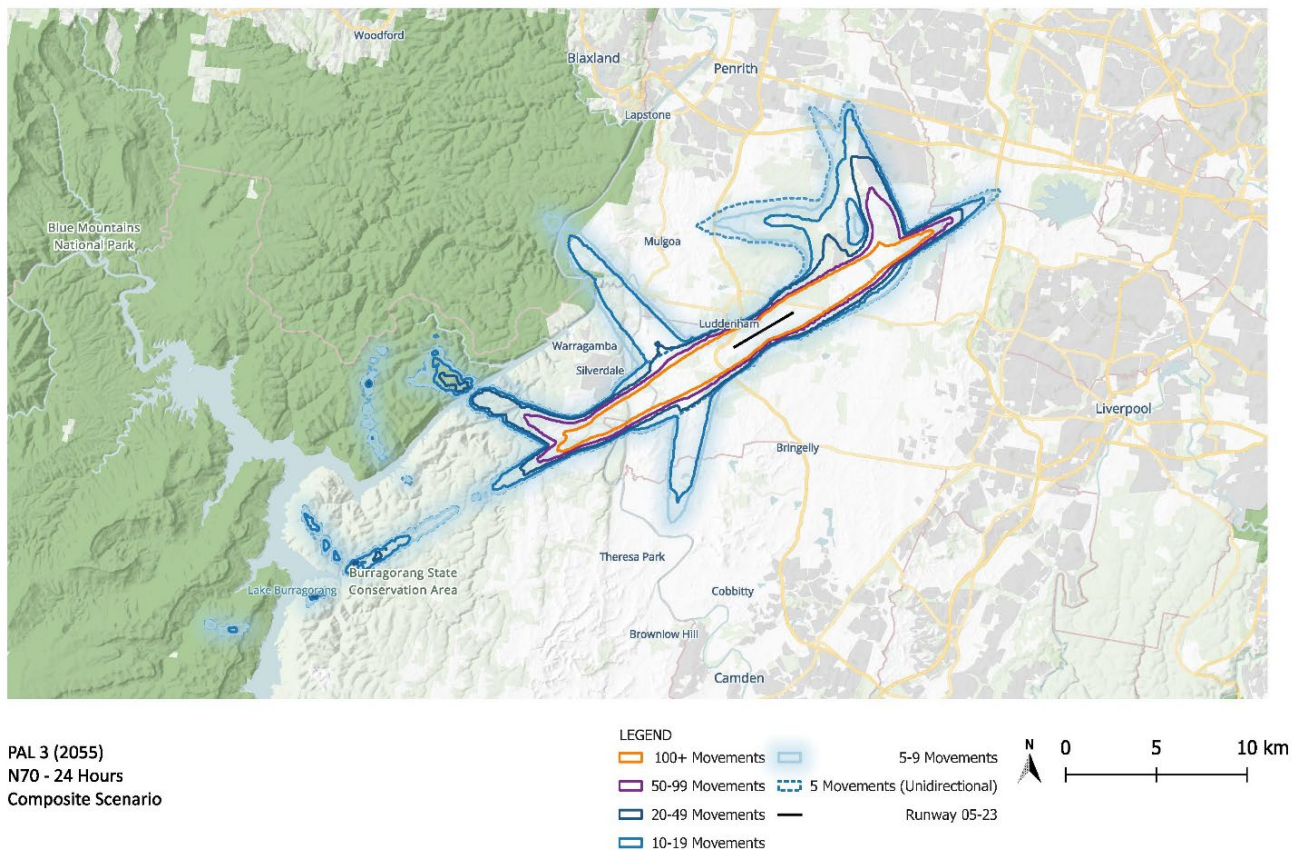 Woodford
Blaxland
Penrith
Lapstone
Blue Mountains
National Park
Mulgoa
Luddenham
Warragamba
Silverdale
Liverpool
Bringelly
Theresa Park
Burragorang State
Conservation Area
Lake Burragorang
Cobbitty
Brownlow Hill
Camden
PAL 3 (2055)
N70 - 24 Hours
Composite Scenario
LEGEND
100+ Movements
50-99 Movements
20-49 Movements
10-19 Movements
5-9 Movements
5 Movements (Unidirectional)
Runway 05-23
N
0 5 10 km